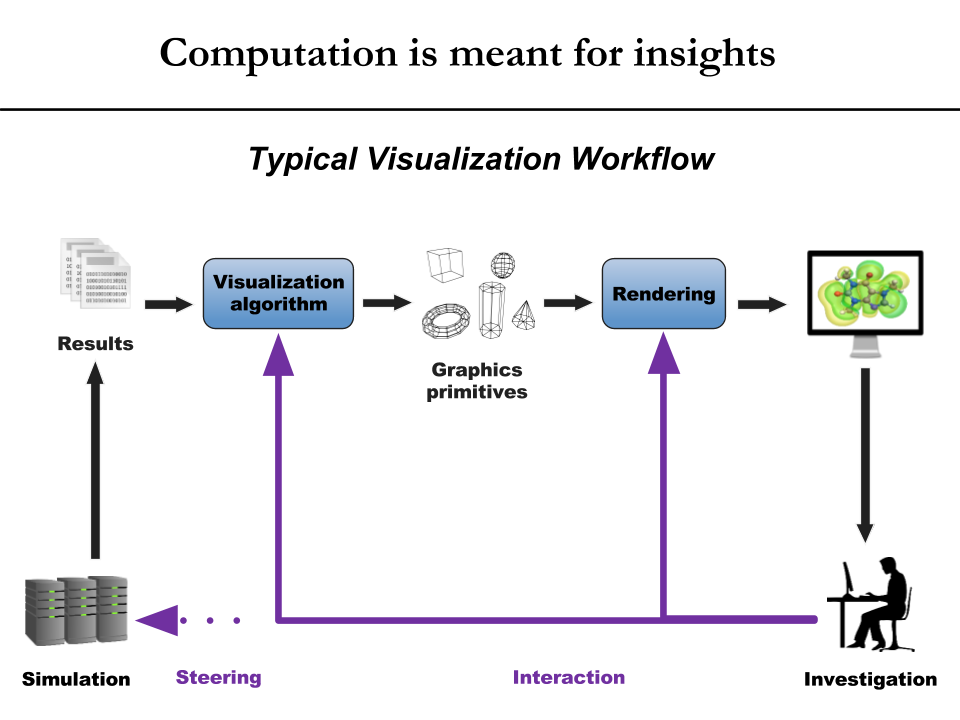 Computation is meant for insights
Typical Visualization Workflow
Visualization
algorithm
Rendering
Results
Graphics
primitives
Simulation
Steering
Interaction
Investigation